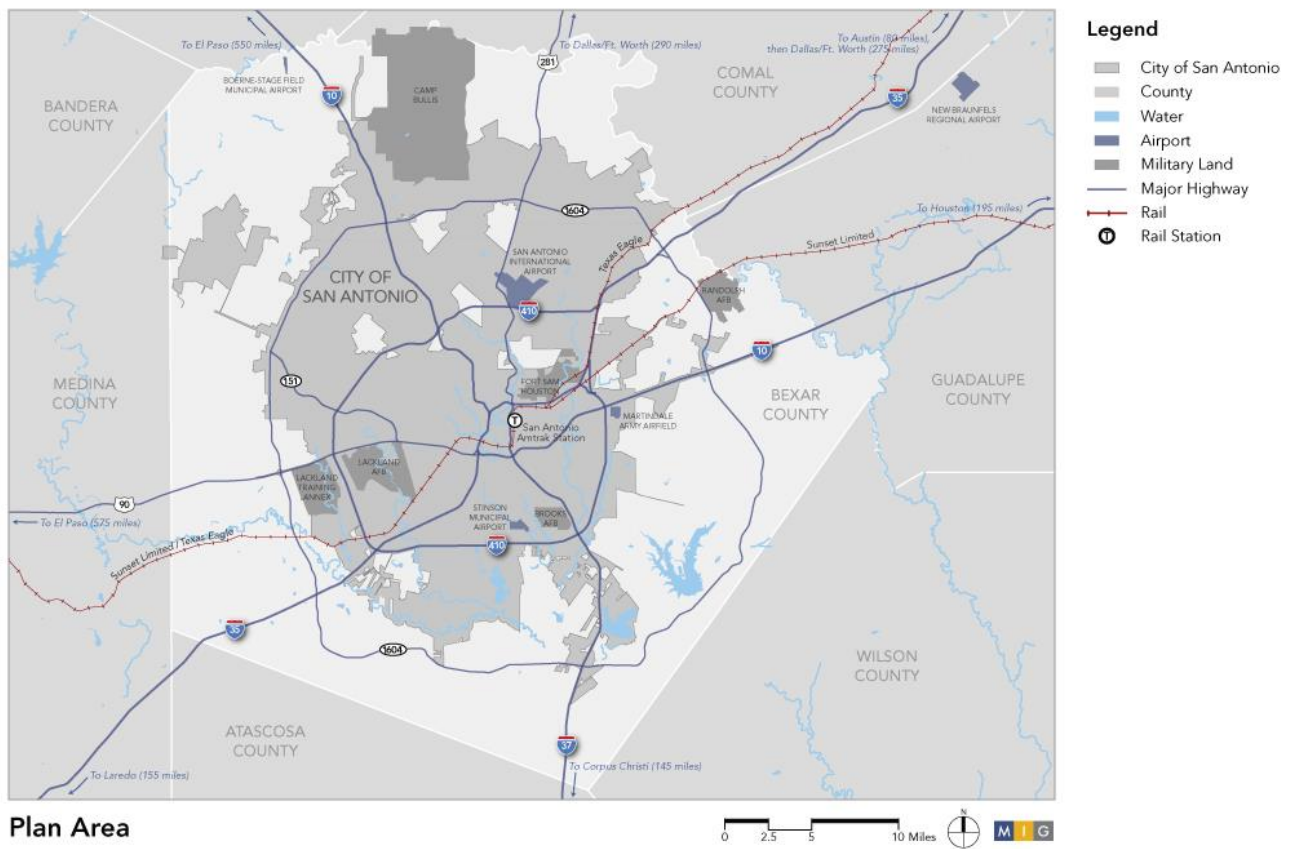 To El Paso (550 miles)
To Dallas/Ft. Worth (290 miles)
To Austin (80 miles),
then Dallas/Ft. Worth (275 miles)
281
BOERNE-STAGE FIELD
MUNICIPAL AIRPORT
10
CAMP
BULLIS
COMAL
COUNTY
35
NEW BRAUNFELS
REGIONAL AIRPORT
BANDERA
COUNTY
1604
To Houston (195 miles)
Texas Eagle
Sunset Limited
SAN ANTONIO
INTERNATIONAL
AIRPORT
CITY OF
SAN ANTONIO
410
RANDOLPH
AFB
10
151
MEDINA
COUNTY
FORT SAM
HOUSTON
BEXAR
COUNTY
GUADALUPE
COUNTY
MARTINDALE
ARMY AIRFIELD
T
San Antonio
Amtrak Station
LACKLAND
AFB
LACKLAND
TRAINING
ANNEX
90
To El Paso (575 miles)
STINSON
MUNICIPAL
AIRPORT
BROOKS
AFB
410
Sunset Limited / Texas Eagle
35
1604
WILSON
COUNTY
ATASCOSA
COUNTY
37
To Laredo (155 miles)
To Corpus Christi (145 miles)
Legend
City of San Antonio
County
Water
Airport
Military Land
Major Highway
Rail
T Rail Station
Plan Area
0 2.5 5 10 Miles
N
M I G